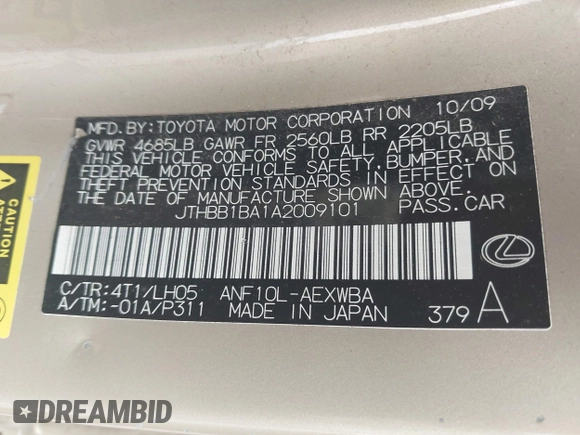 MFD.BY:TOYOTA MOTOR CORPORATION 10/09
GVWR 4685LB GAWR FR 2560LB RR 2205LB
THIS VEHICLE CONFORMS TO ALL APPLICABLE
FEDERAL MOTOR VEHICLE SAFETY, BUMPER, AND
THEFT PREVENTION STANDARDS IN EFFECT ON
THE DATE OF MANUFACTURE SHOWN ABOVE.
JTHBB1BA1A2009101 PASS.CAR
C/TR:4T1/LH05 ANF10L-AEXWBA
A/TM:-01A/P311 MADE IN JAPAN 379 A
DREAMBID